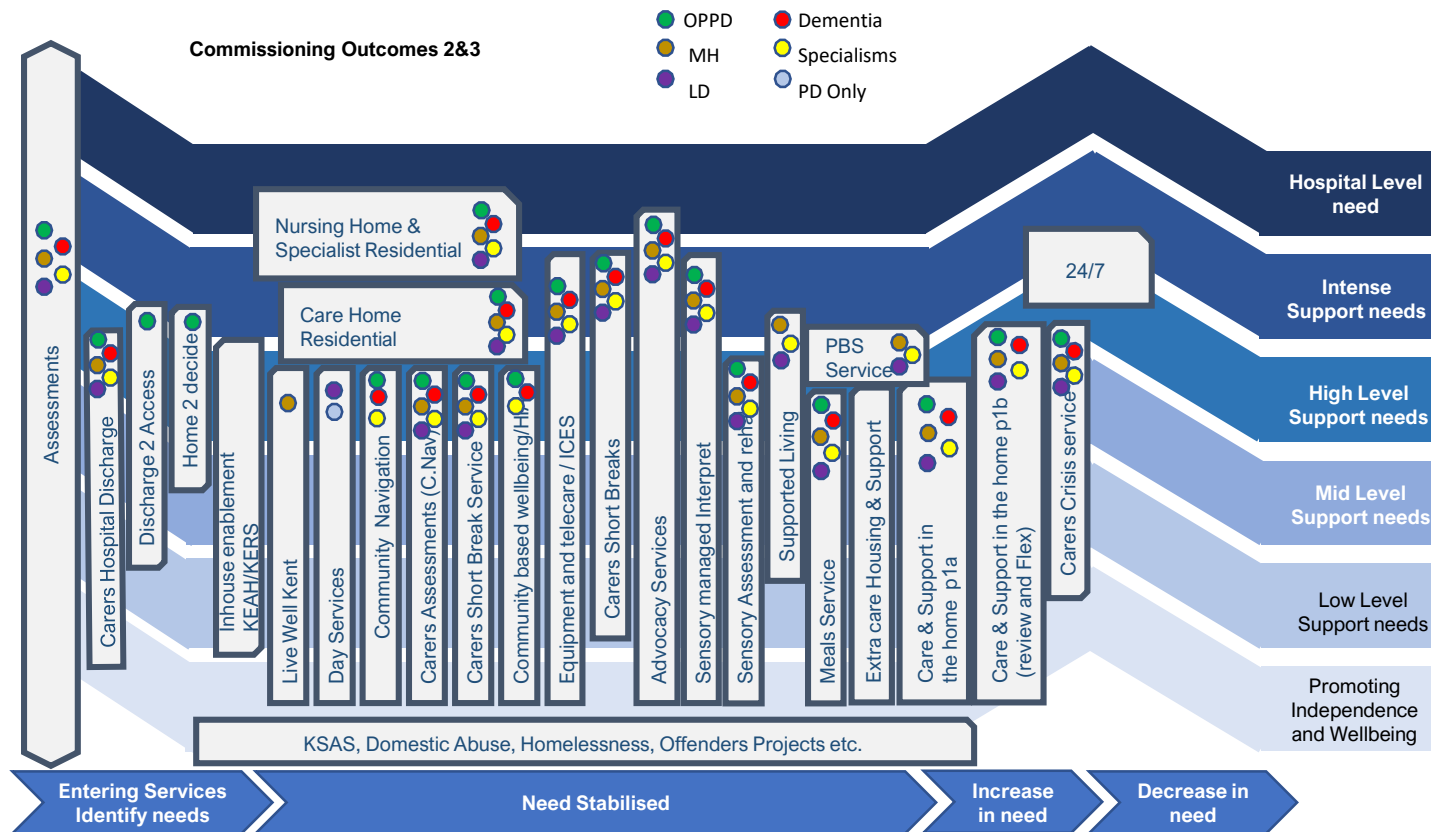 Commissioning Outcomes 2&3
OPPD
Dementia
MH
Specialisms
LD
PD Only
Assessments
Carers Hospital Discharge
Discharge 2 Access
Home 2 decide
Inhouse enablement
KEAH/KERS
Nursing Home &
Specialist Residential
Care Home
Residential
Live Well Kent
Day Services
Community Navigation
Carers Assessments (C.Nav/
Carers Short Break Service
Community based wellbeing/HI
Equipment and telecare / ICES
Carers Short Breaks
Advocacy Services
Sensory managed Interpret
Sensory Assessment and reha
Supported Living
PBS
Service
Meals Service
Extra care Housing & Support
Care & Support in
the home p1a
Care & Support in the home p1b
(review and Flex)
Carers Crisis service
24/7
Hospital Level
need
Intense
Support needs
High Level
Support needs
Mid Level
Support needs
Low Level
Support needs
Promoting
Independence
and Wellbeing
KSAS, Domestic Abuse, Homelessness, Offenders Projects etc.
Entering Services
Identify needs
Need Stabilised
Increase
in need
Decrease in
need